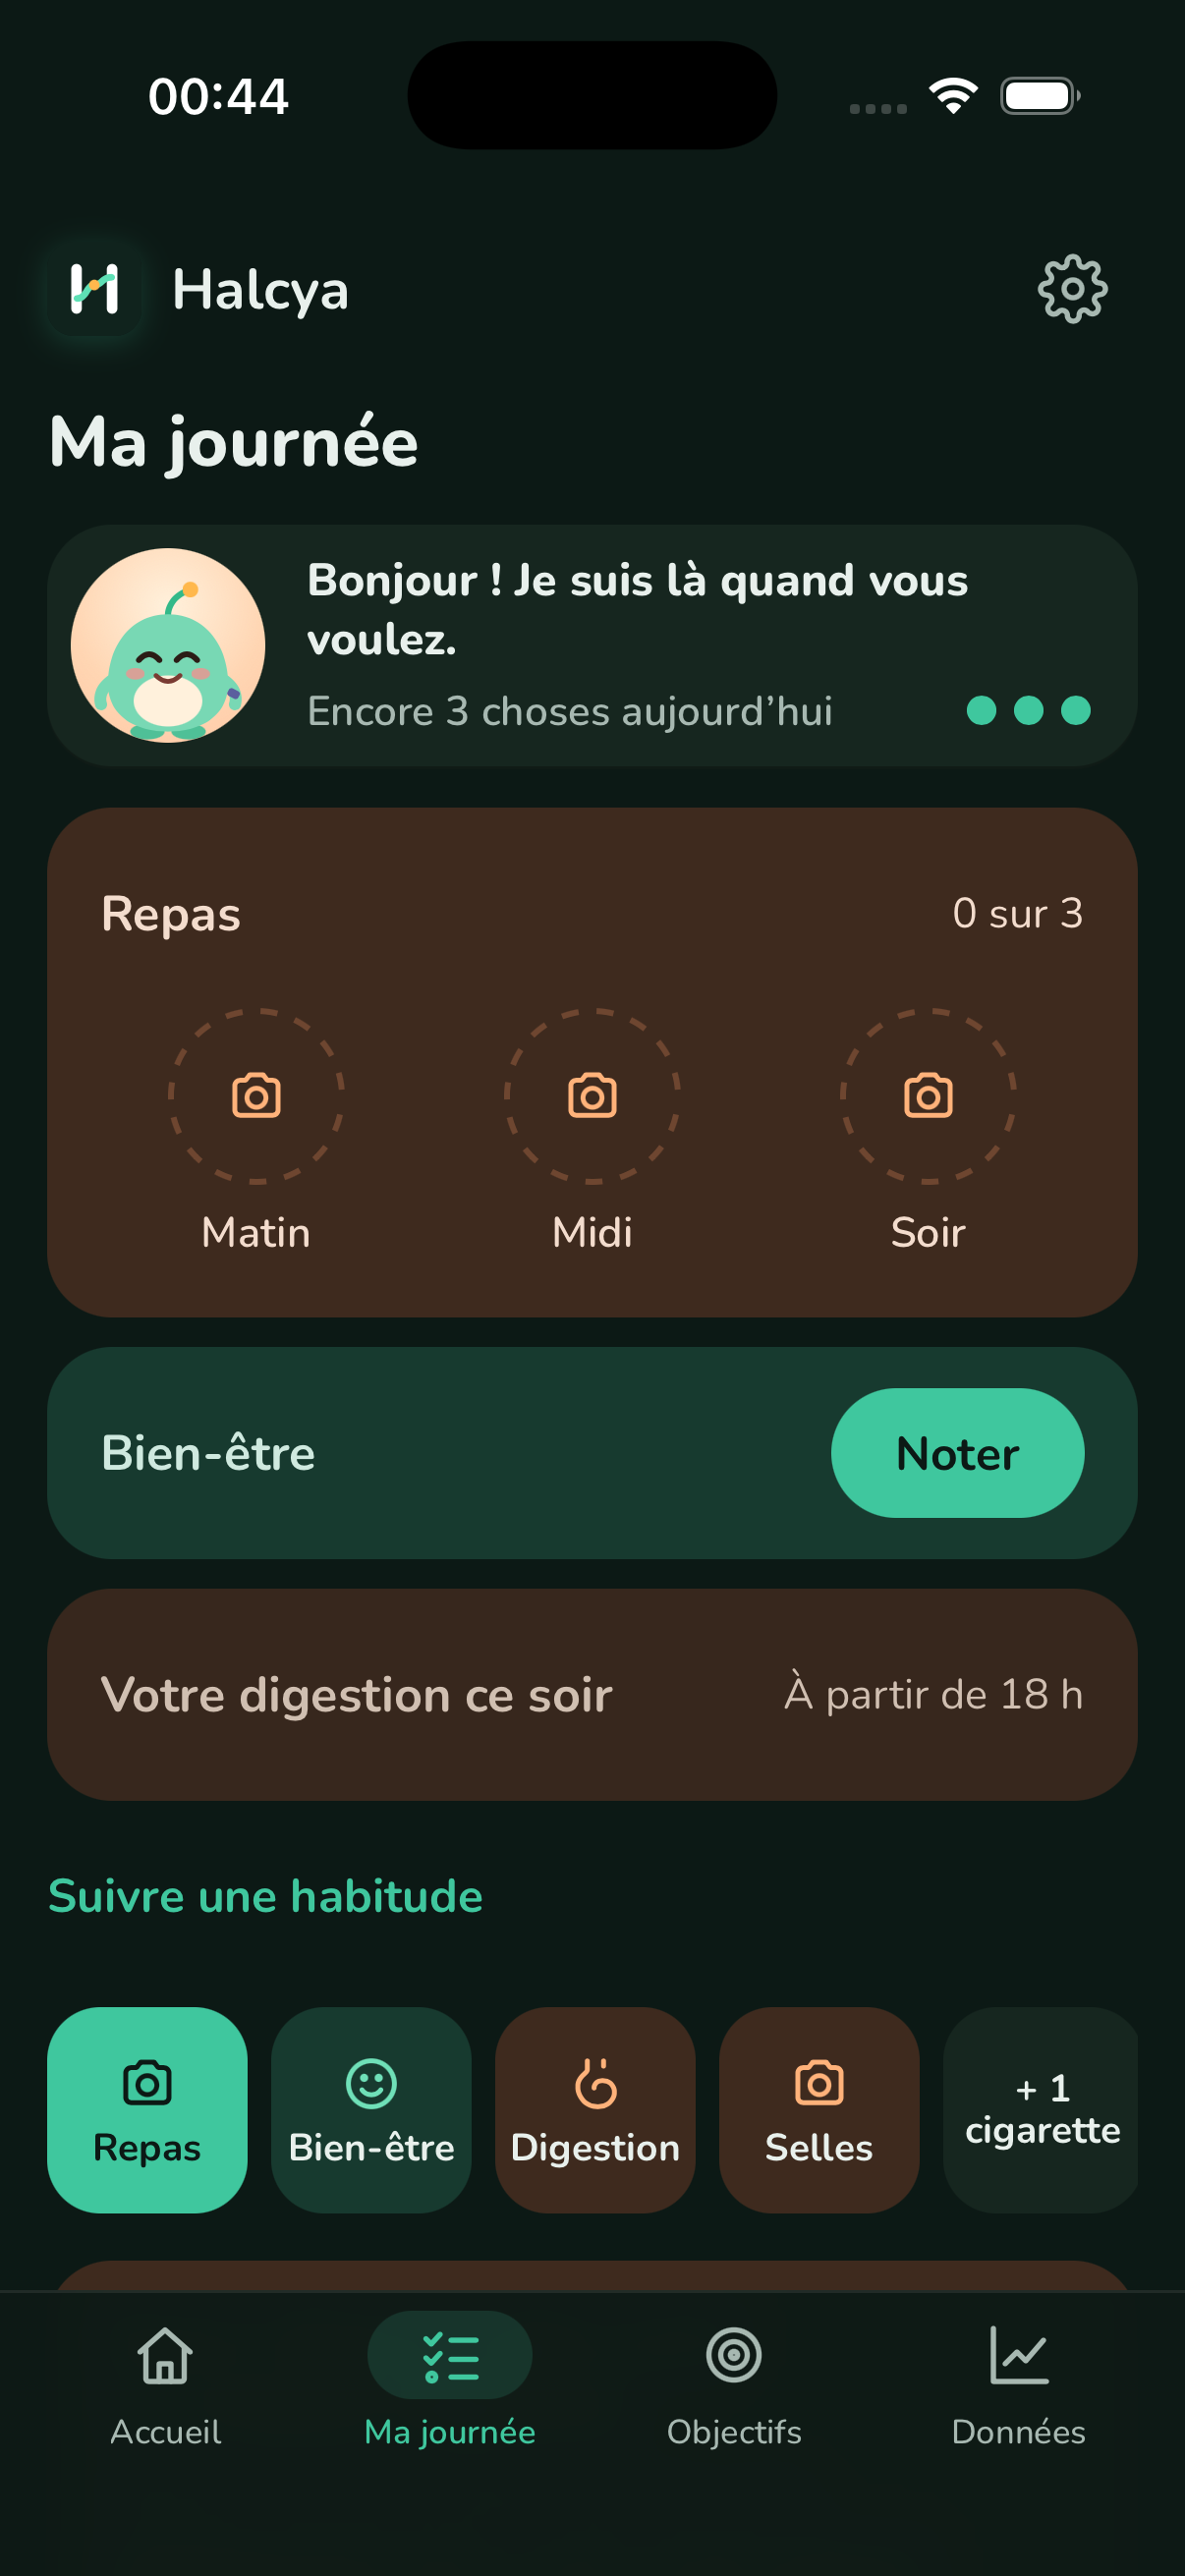 00:44
Halcya
Ma journée
Bonjour ! Je suis là quand vous
voulez.
Encore 3 choses aujourd’hui
Repas
0 sur 3
Matin
Midi
Soir
Bien-être
Noter
Votre digestion ce soir
À partir de 18 h
Suivre une habitude
Repas
Bien-être
Digestion
Selles
+ 1
cigarette
Accueil
Ma journée
Objectifs
Données